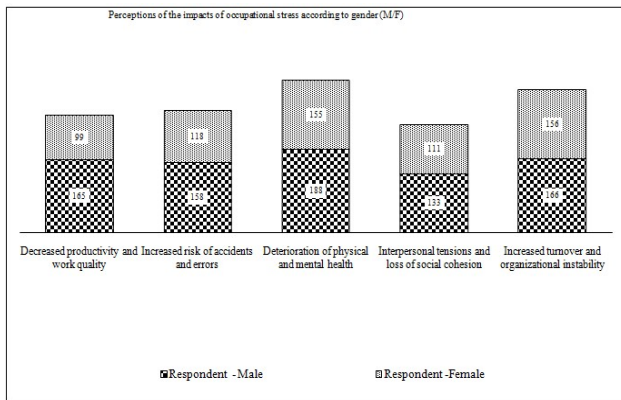 Perceptions of the impacts of occupational stress according to gender (M/F)
99
118
155
111
156
165
158
188
133
166
Decreased productivity and work quality
Increased risk of accidents and errors
Deterioration of physical and mental health
Interpersonal tensions and loss of social cohesion
Increased turnover and organizational instability
Respondent - Male
Respondent -Female